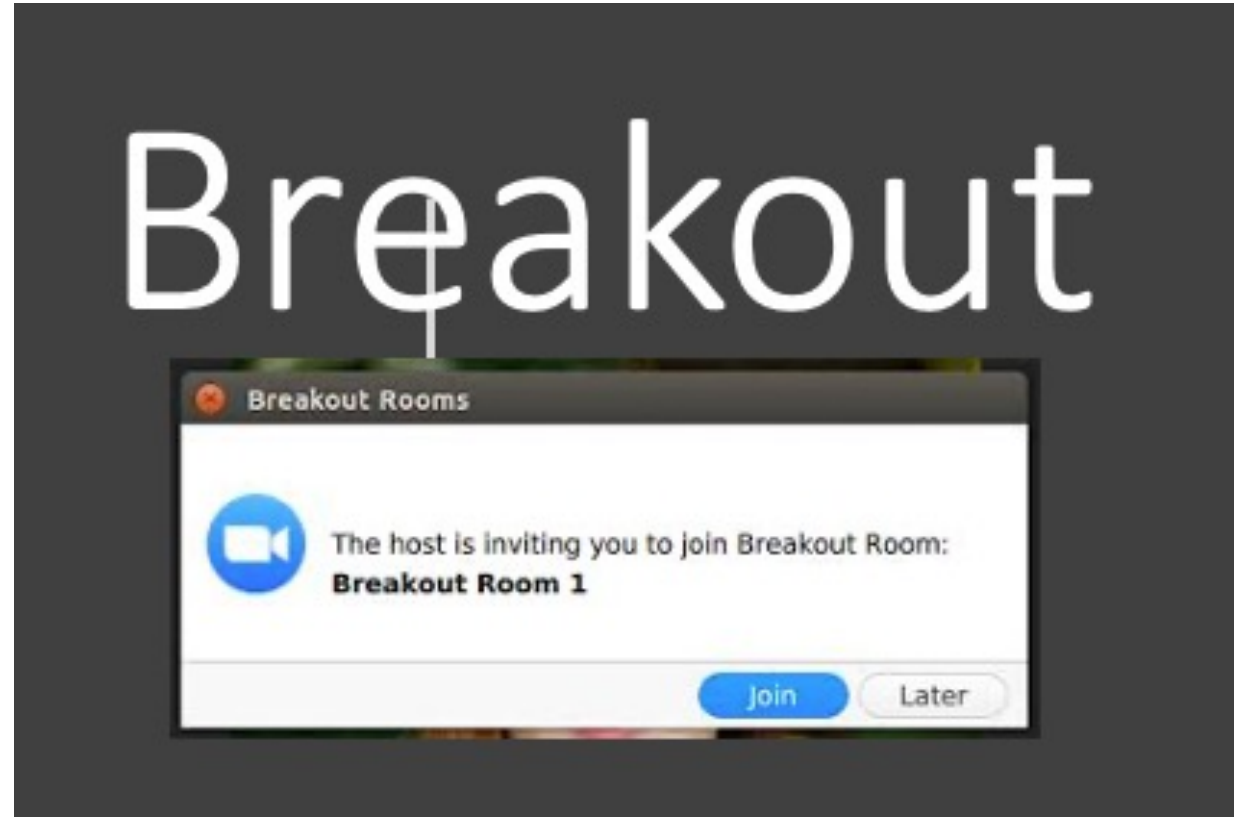 Breakout
Breakout Rooms
The host is inviting you to join Breakout Room:
Breakout Room 1
Join Later